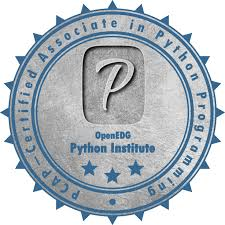 PCAP—Certified Associate in Python Programming
P
OpenEDG
Python Institute